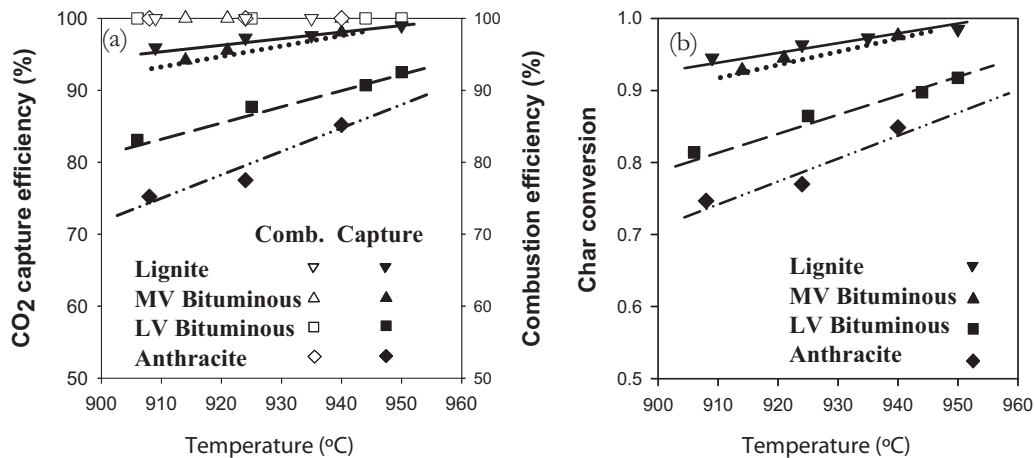 (a)
CO2 capture efficiency (%)
100
90
80
70
60
50
Comb. Capture
Lignite
MV Bituminous
LV Bituminous
Anthracite
100
90
80
70
60
50
Combustion efficiency (%)
900 910 920 930 940 950 960
Temperature (ºC)
(b)
Char conversion
1.0
0.9
0.8
0.7
0.6
0.5
Lignite
MV Bituminous
LV Bituminous
Anthracite
900 910 920 930 940 950 960
Temperature (ºC)